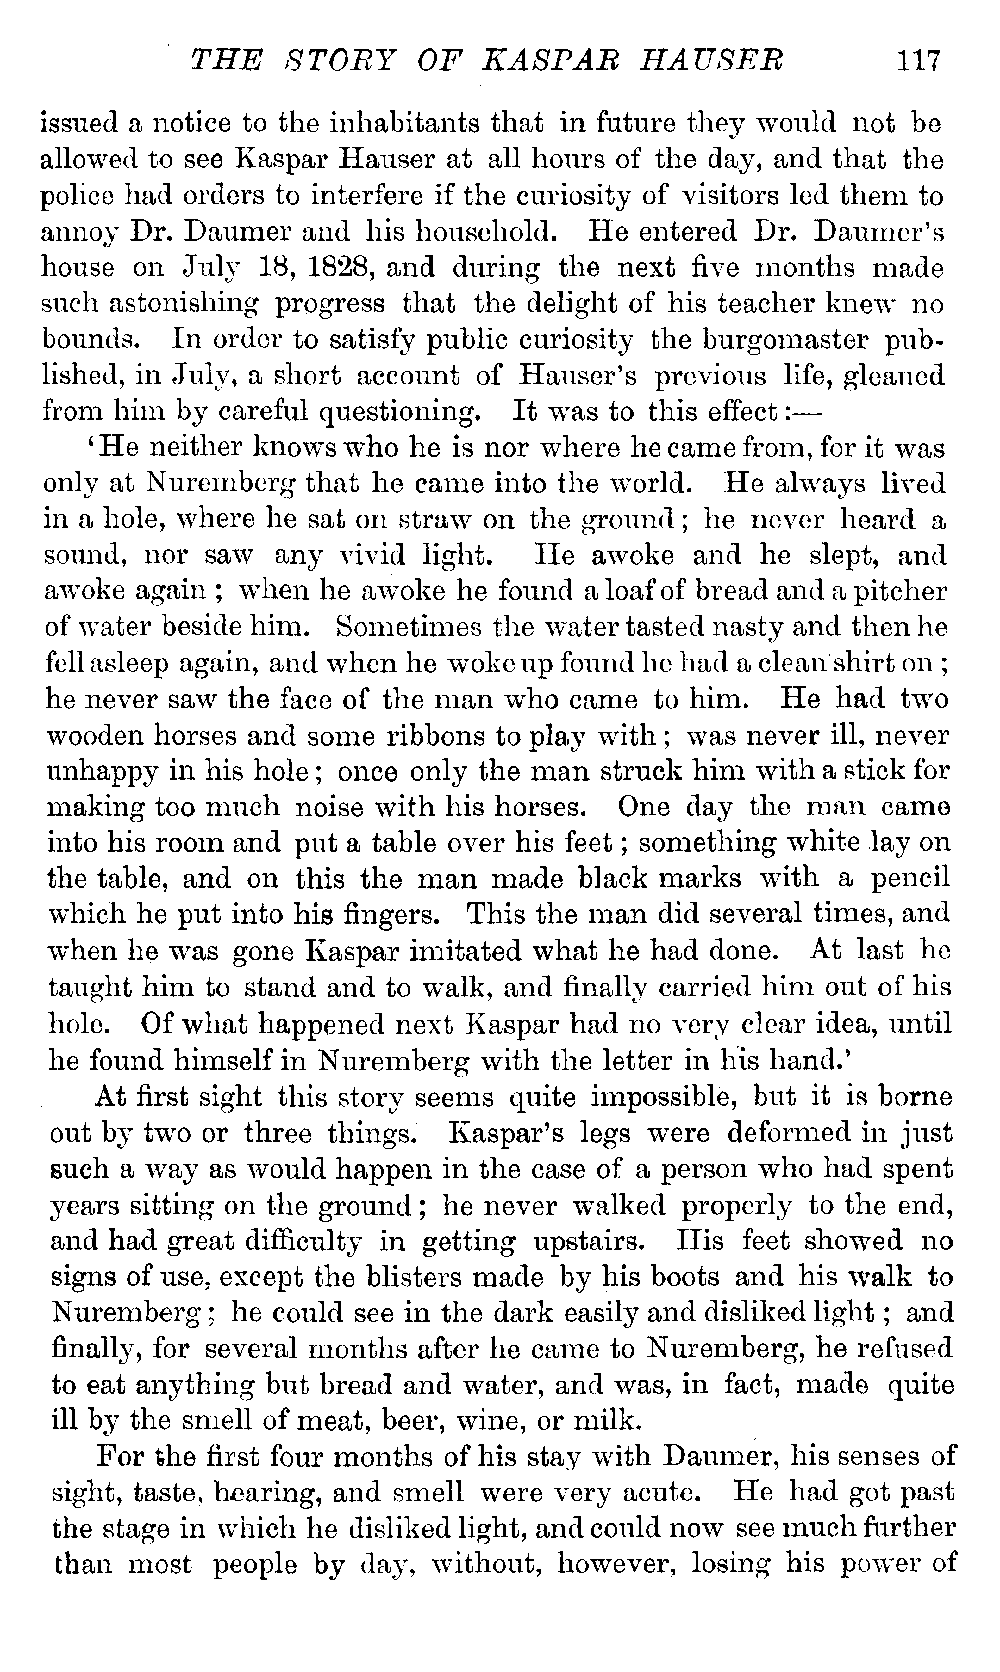 THE STORY OF KASPAR HAUSER 117
issued a notice to the inhabitants that in future they would not be
allowed to see Kaspar Hauser at all hours of the day, and that the
police had orders to interfere if the curiosity of visitors led them to
annoy Dr. Daumer and his household. He entered Dr. Daumer's
house on July 18, 1828, and during the next five months made
such astonishing progress that the delight of his teacher knew no
bounds. In order to satisfy public curiosity the burgomaster pub-
lished, in July, a short account of Hauser's previous life, gleaned
from him by careful questioning. It was to this effect:—
'He neither knows who he is nor where he came from, for it was
only at Nuremberg that he came into the world. He always lived
in a hole, where he sat on straw on the ground; he never heard a
sound, nor saw any vivid light. He awoke and he slept, and
awoke again; when he awoke he found a loaf of bread and a pitcher
of water beside him. Sometimes the water tasted nasty and then he
fell asleep again, and when he woke up found he had a clean shirt on;
he never saw the face of the man who came to him. He had two
wooden horses and some ribbons to play with; was never ill, never
unhappy in his hole; once only the man struck him with a stick for
making too much noise with his horses. One day the man came
into his room and put a table over his feet; something white lay on
the table, and on this the man made black marks with a pencil
which he put into his fingers. This the man did several times, and
when he was gone Kaspar imitated what he had done. At last he
taught him to stand and to walk, and finally carried him out of his
hole. Of what happened next Kaspar had no very clear idea, until
he found himself in Nuremberg with the letter in his hand.'
At first sight this story seems quite impossible, but it is borne
out by two or three things. Kaspar's legs were deformed in just
such a way as would happen in the case of a person who had spent
years sitting on the ground; he never walked properly to the end,
and had great difficulty in getting upstairs. His feet showed no
signs of use, except the blisters made by his boots and his walk to
Nuremberg; he could see in the dark easily and disliked light; and
finally, for several months after he came to Nuremberg, he refused
to eat anything but bread and water, and was, in fact, made quite
ill by the smell of meat, beer, wine, or milk.
For the first four months of his stay with Daumer, his senses of
sight, taste, hearing, and smell were very acute. He had got past
the stage in which he disliked light, and could now see much further
than most people by day, without, however, losing his power of